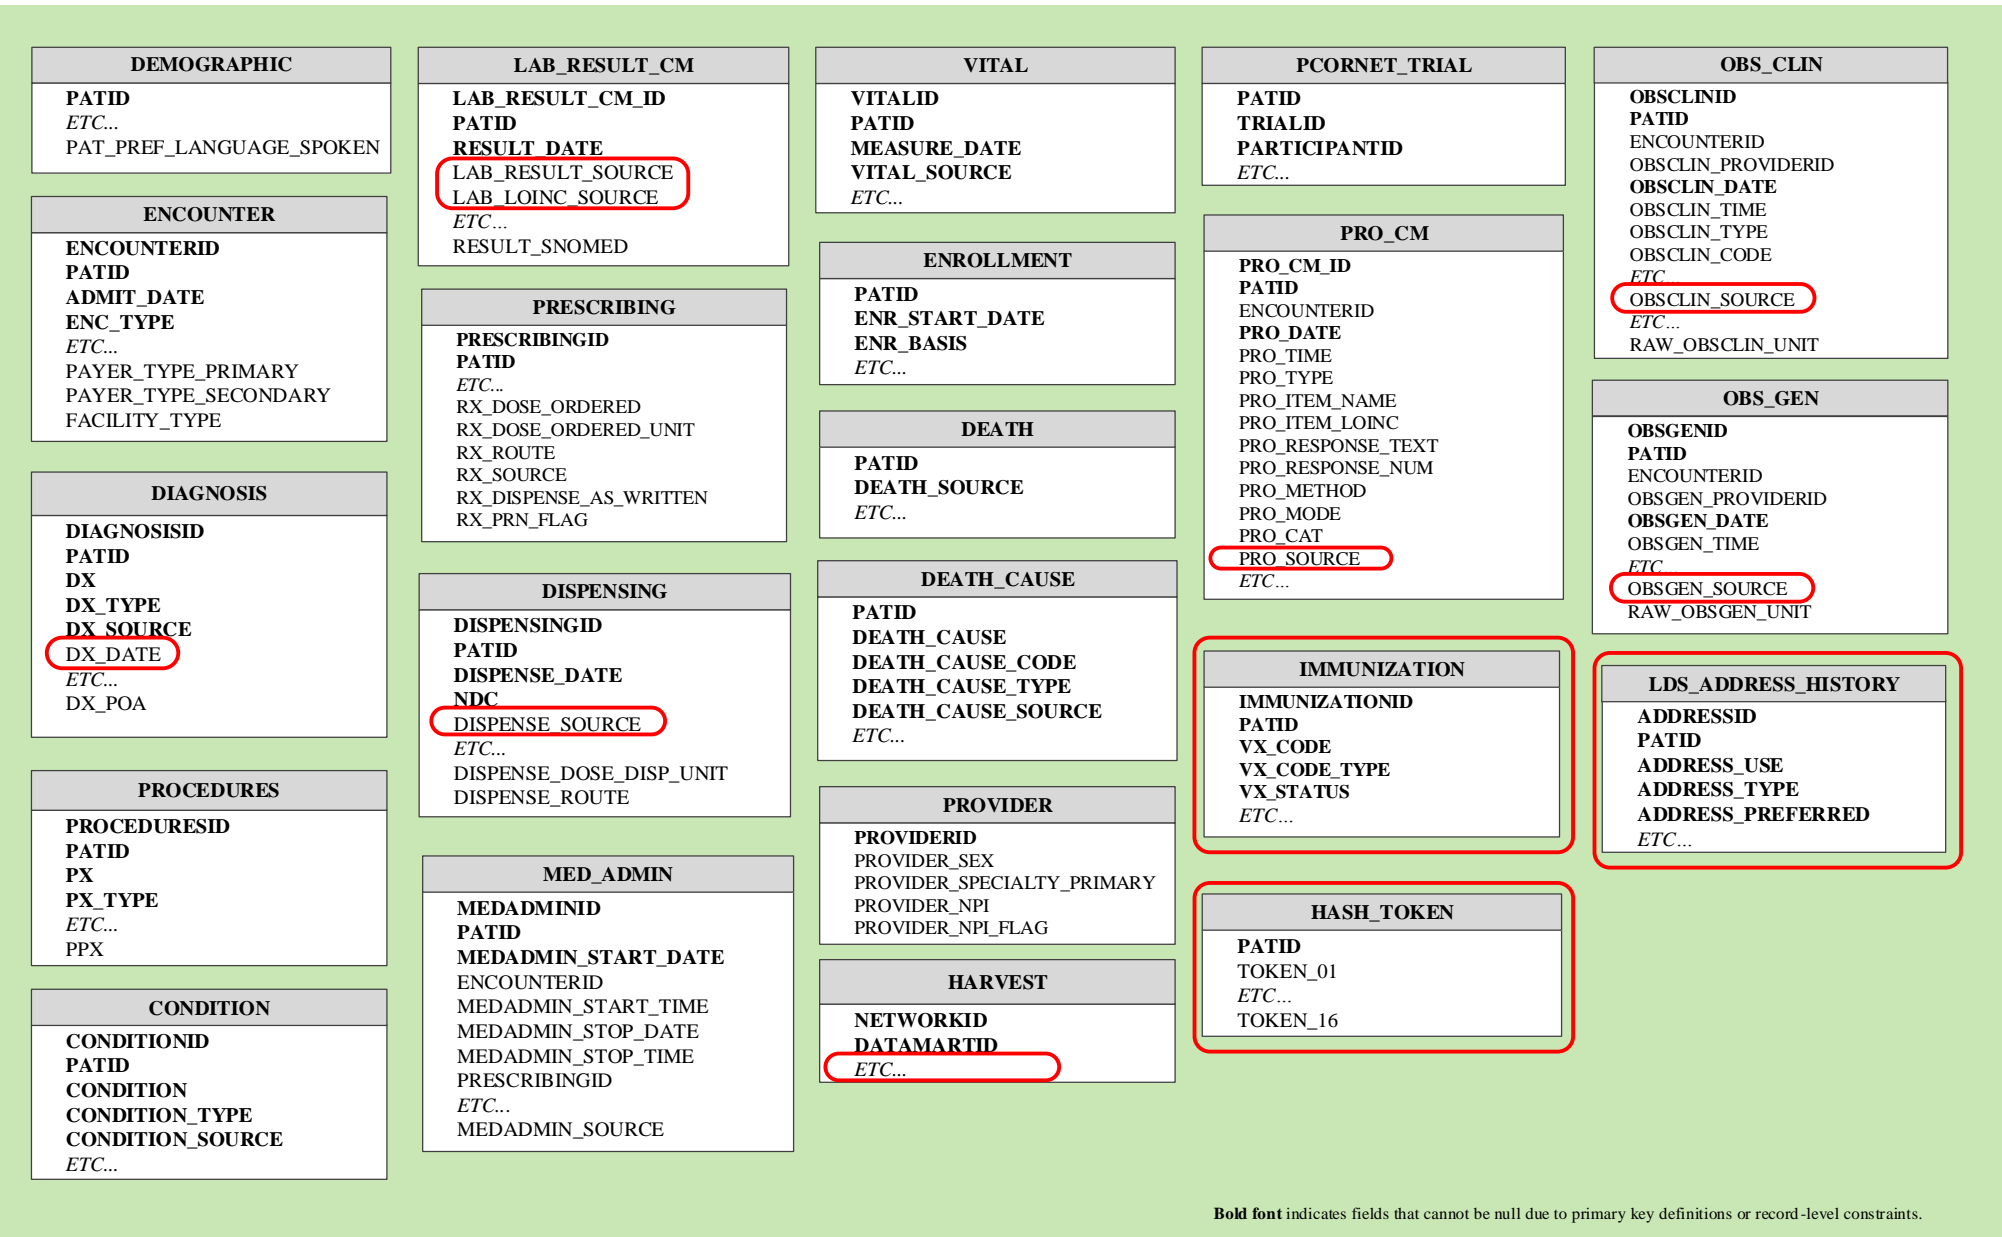 DEMOGRAPHIC
PATID
ETC...
PAT_PREF_LANGUAGE_SPOKEN
ENCOUNTER
ENCOUNTERID
PATID
ADMIT_DATE
ENC_TYPE
ETC...
PAYER_TYPE_PRIMARY
PAYER_TYPE_SECONDARY
FACILITY_TYPE
DIAGNOSIS
DIAGNOSISID
PATID
DX
DX_TYPE
DX_SOURCE
DX_DATE
ETC...
DX_POA
PROCEDURES
PROCEDURESID
PATID
PX
PX_TYPE
ETC...
PPX
CONDITION
CONDITIONID
PATID
CONDITION
CONDITION_TYPE
CONDITION_SOURCE
ETC...
LAB_RESULT_CM
LAB_RESULT_CM_ID
PATID
RESULT_DATE
LAB_RESULT_SOURCE
LAB_LOINC_SOURCE
ETC...
RESULT_SNOMED
PRESCRIBING
PRESCRIBINGID
PATID
ETC...
RX_DOSE_ORDERED
RX_DOSE_ORDERED_UNIT
RX_ROUTE
RX_SOURCE
RX_DISPENSE_AS_WRITTEN
RX_PRN_FLAG
DISPENSING
DISPENSINGID
PATID
DISPENSE_DATE
NDC
DISPENSE_SOURCE
ETC...
DISPENSE_DOSE_DISP_UNIT
DISPENSE_ROUTE
MED_ADMIN
MEDADMINID
PATID
MEDADMIN_START_DATE
ENCOUNTERID
MEDADMIN_START_TIME
MEDADMIN_STOP_DATE
MEDADMIN_STOP_TIME
PRESCRIBINGID
ETC...
MEDADMIN_SOURCE
VITAL
VITALID
PATID
MEASURE_DATE
VITAL_SOURCE
ETC...
ENROLLMENT
PATID
ENR_START_DATE
ENR_BASIS
ETC...
DEATH
PATID
DEATH_SOURCE
ETC...
DEATH_CAUSE
PATID
DEATH_CAUSE
DEATH_CAUSE_CODE
DEATH_CAUSE_TYPE
DEATH_CAUSE_SOURCE
ETC...
PROVIDER
PROVIDERID
PROVIDER_SEX
PROVIDER_SPECIALTY_PRIMARY
PROVIDER_NPI
PROVIDER_NPI_FLAG
HARVEST
NETWORKID
DATAMARTID
ETC...
PCORNET_TRIAL
PATID
TRIALID
PARTICIPANTID
ETC...
PRO_CM
PRO_CM_ID
PATID
ENCOUNTERID
PRO_DATE
PRO_TIME
PRO_TYPE
PRO_ITEM_NAME
PRO_ITEM_LOINC
PRO_RESPONSE_TEXT
PRO_RESPONSE_NUM
PRO_METHOD
PRO_MODE
PRO_CAT
PRO_SOURCE
ETC...
IMMUNIZATION
IMMUNIZATIONID
PATID
VX_CODE
VX_CODE_TYPE
VX_STATUS
ETC...
HASH_TOKEN
PATID
TOKEN_01
ETC...
TOKEN_16
OBS_CLIN
OBSCLINID
PATID
ENCOUNTERID
OBSCLIN_PROVIDERID
OBSCLIN_DATE
OBSCLIN_TIME
OBSCLIN_TYPE
OBSCLIN_CODE
ETC...
OBSCLIN_SOURCE
ETC...
RAW_OBSCLIN_UNIT
OBS_GEN
OBSGENID
PATID
ENCOUNTERID
OBSGEN_PROVIDERID
OBSGEN_DATE
OBSGEN_TIME
ETC...
OBSGEN_SOURCE
RAW_OBSGEN_UNIT
LDS_ADDRESS_HISTORY
ADDRESSID
PATID
ADDRESS_USE
ADDRESS_TYPE
ADDRESS_PREFERRED
ETC...
Bold font indicates fields that cannot be null due to primary key definitions or record-level constraints.